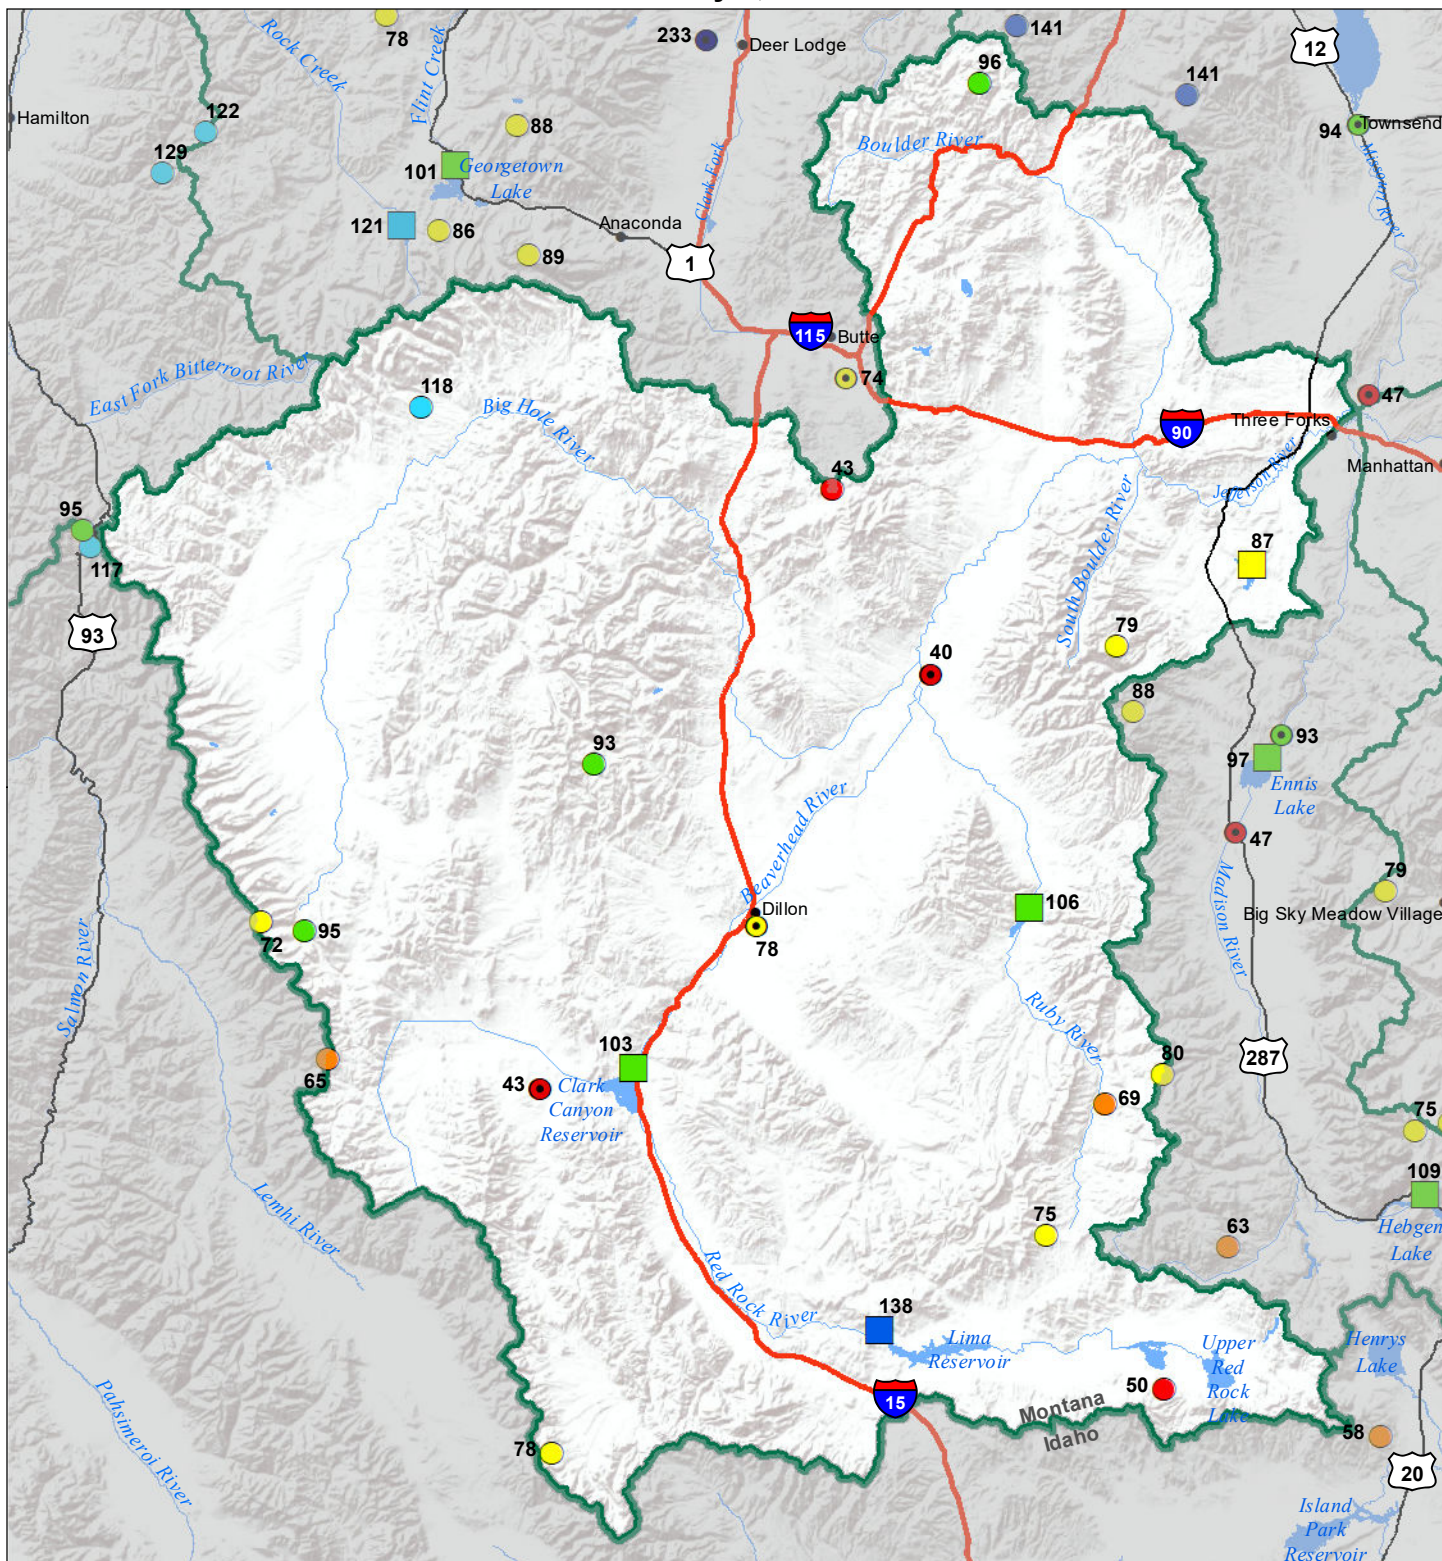 78
Rock Creek
Flint Creek
233
Deer Lodge
141
96
12
141
Hamilton
122
88
94
Townsend
Boulder River
129
101
Georgetown
Lake
Clark Fork
Missouri River
121
86
Anaconda
89
1
115
Butte
74
East Fork Bitterroot River
118
Big Hole River
47
Three Forks
90
Manhattan
43
Jefferson River
95
117
South Boulder River
87
93
79
40
88
93
93
97
Ennis
Lake
Beaverhead River
47
Madison River
79
Dillon
78
106
Big Sky Meadow Village
72
95
Salmon River
Ruby River
103
65
43
Clark
Canyon
Reservoir
80
287
69
75
Lemhi River
109
75
63
Hebgen
Lake
Red Rock River
138
Lima
Reservoir
Upper
Red
Rock
Lake
Henrys
Lake
50
15
Montana
Idaho
58
Pahsimeroi River
78
20
Island
Park
Reservoir